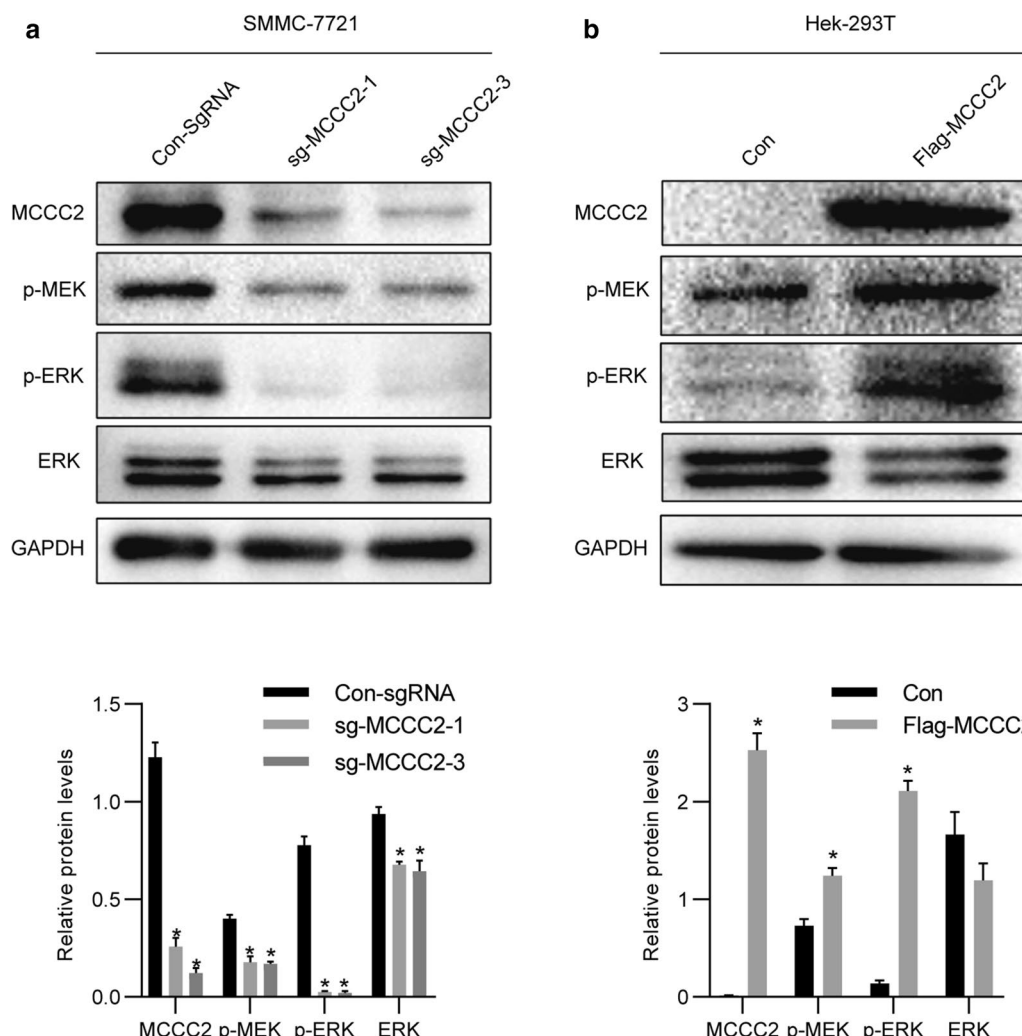 a
SMMC-7721
Con-SgRNA
sg-MCCC2-1
sg-MCCC2-3
MCCC2
p-MEK
p-ERK
ERK
GAPDH
1.5
1.0
0.5
0.0
Relative protein levels
Con-sgRNA
sg-MCCC2-1
sg-MCCC2-3
* * * * * * * *
MCCC2 p-MEK p-ERK ERK
b
Hek-293T
Con
Flag-MCCC2
MCCC2
p-MEK
p-ERK
ERK
GAPDH
3
2
1
0
Relative protein levels
Con
Flag-MCCC2
* * *
MCCC2 p-MEK p-ERK ERK